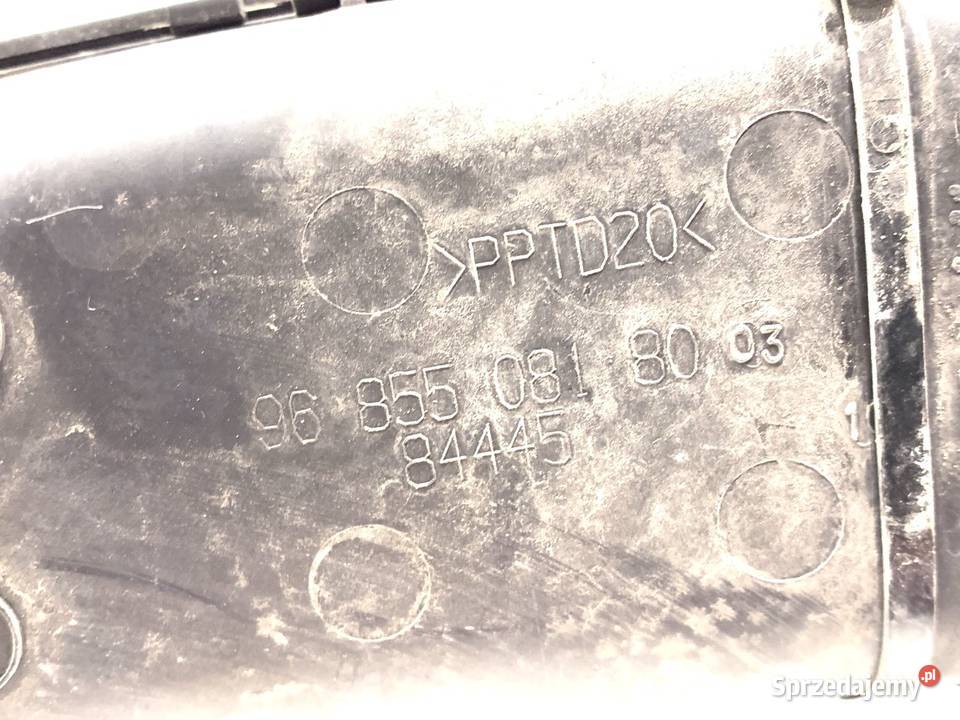 >PPTD20<
96 855 081 80 03
84445
Sprzedajemy.pl